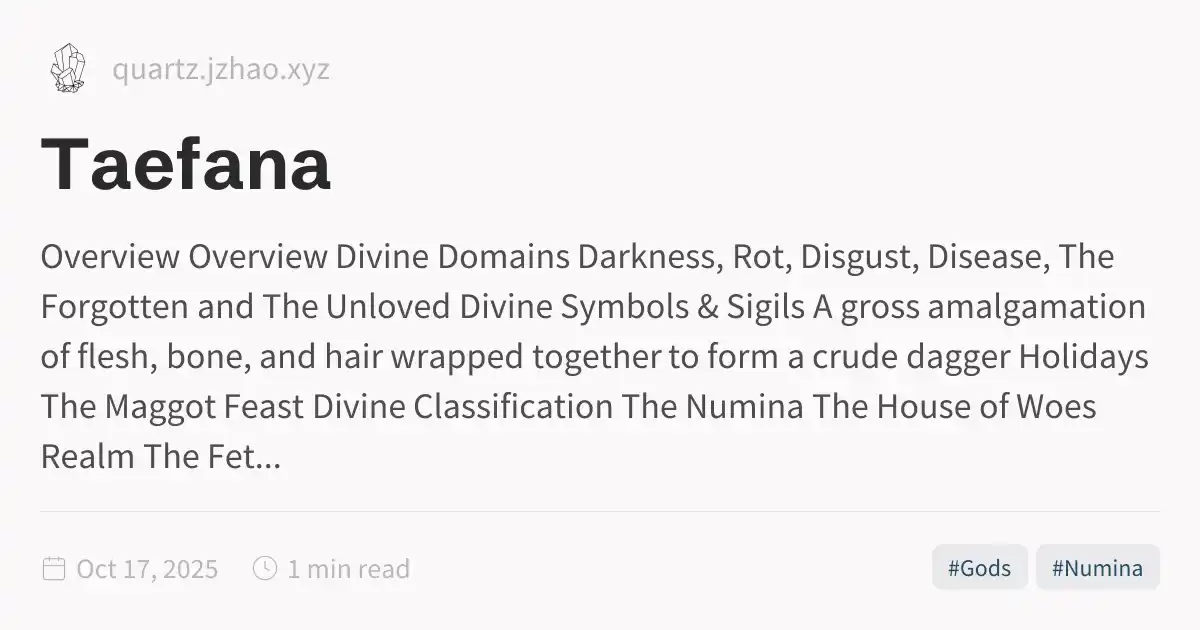 quartz.jzhao.xyz
Taefana
Overview Overview Divine Domains Darkness, Rot, Disgust, Disease, The
Forgotten and The Unloved Divine Symbols & Sigils A gross amalgamation
of flesh, bone, and hair wrapped together to form a crude dagger Holidays
The Maggot Feast Divine Classification The Numina The House of Woes
Realm The Fet...
Oct 17, 2025 1 min read #Gods #Numina